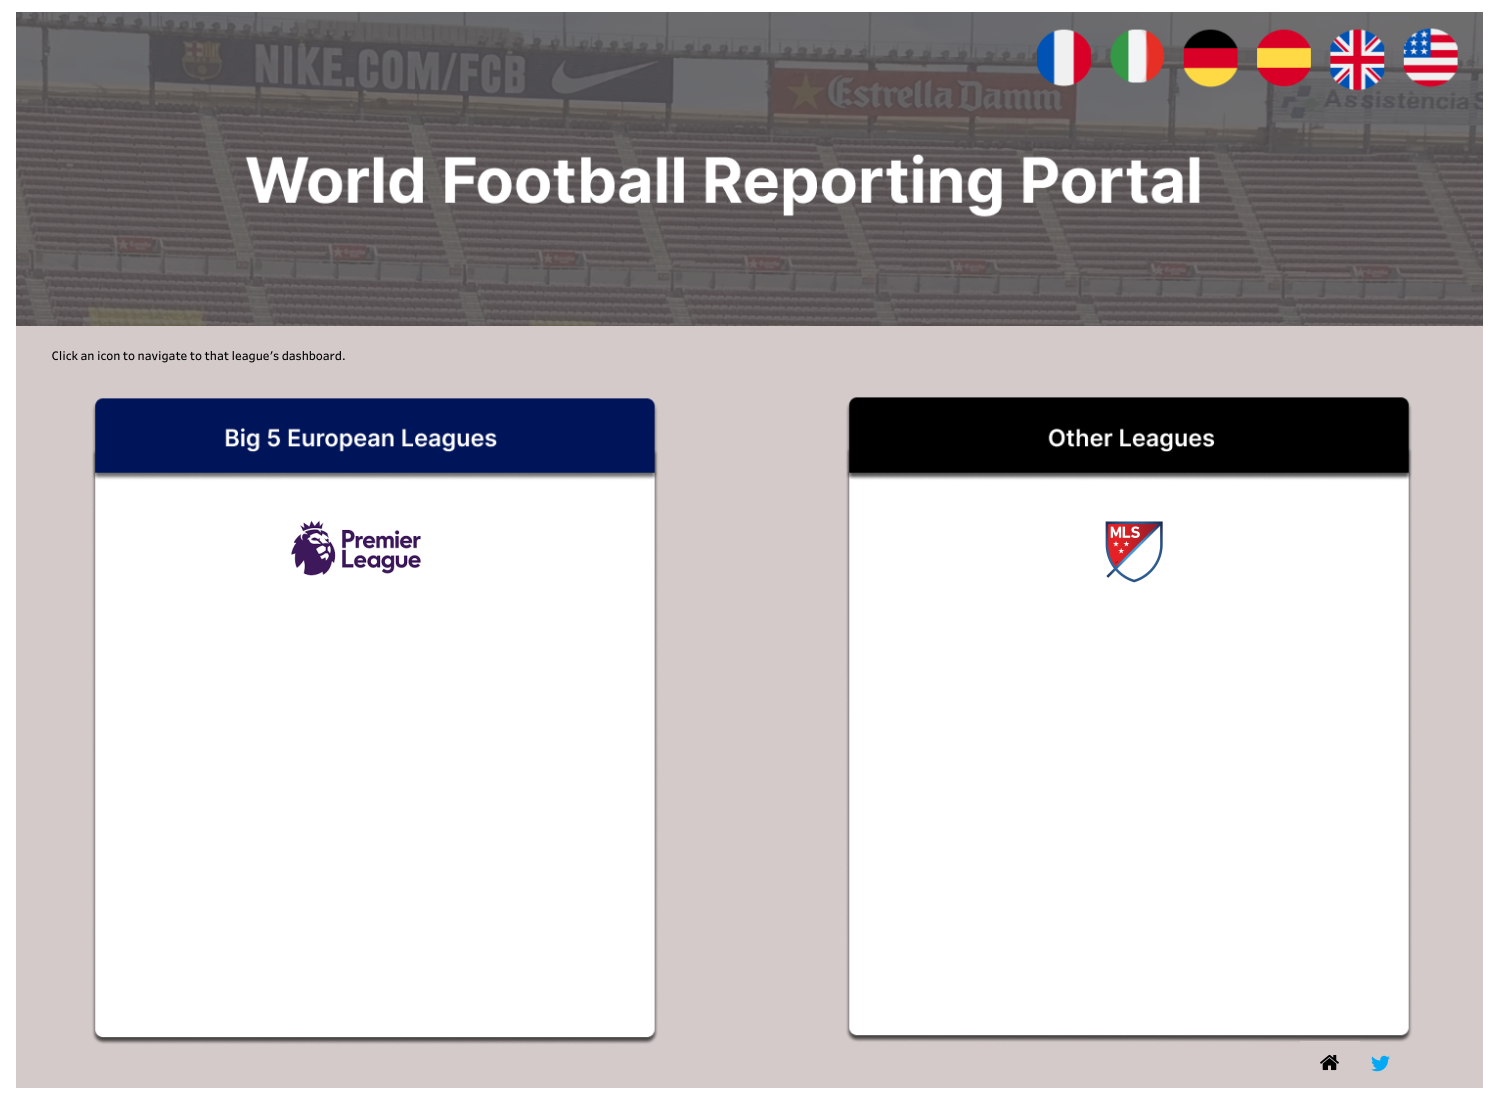 NIKE.COM/FCB
Estrella Damm
Assistència S
World Football Reporting Portal
Click an icon to navigate to that league's dashboard.
Big 5 European Leagues
Other Leagues
Premier
League
MLS